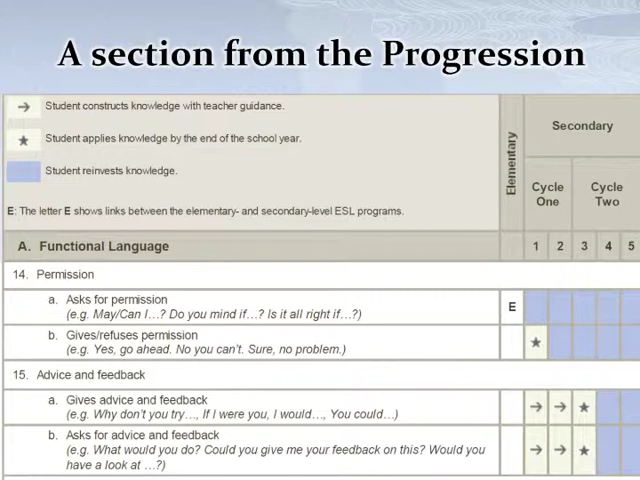 A section from the Progression
→ Student constructs knowledge with teacher guidance.
★ Student applies knowledge by the end of the school year.
Student reinvests knowledge.
E: The letter E shows links between the elementary- and secondary-level ESL programs.
Elementary
Secondary
Cycle One
Cycle Two
A. Functional Language 1 2 3 4 5
14. Permission
a. Asks for permission
(e.g. May/Can I…? Do you mind if…? Is it all right if…?) E
b. Gives/refuses permission
(e.g. Yes, go ahead. No you can't. Sure, no problem.) ★
15. Advice and feedback
a. Gives advice and feedback
(e.g. Why don't you try…, If I were you, I would…, You could…) → → ★
b. Asks for advice and feedback
(e.g. What would you do? Could you give me your feedback on this? Would you
have a look at …?) → → ★